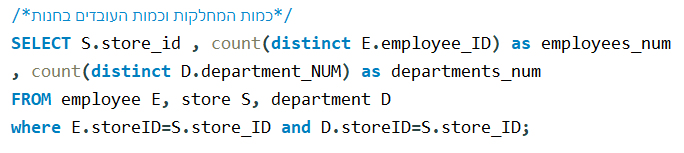 /*כמות המחלקות וכמות העובדים בחנות*/
SELECT S.store_id , count(distinct E.employee_ID) as employees_num
, count(distinct D.department_NUM) as departments_num
FROM employee E, store S, department D
where E.storeID=S.store_ID and D.storeID=S.store_ID;